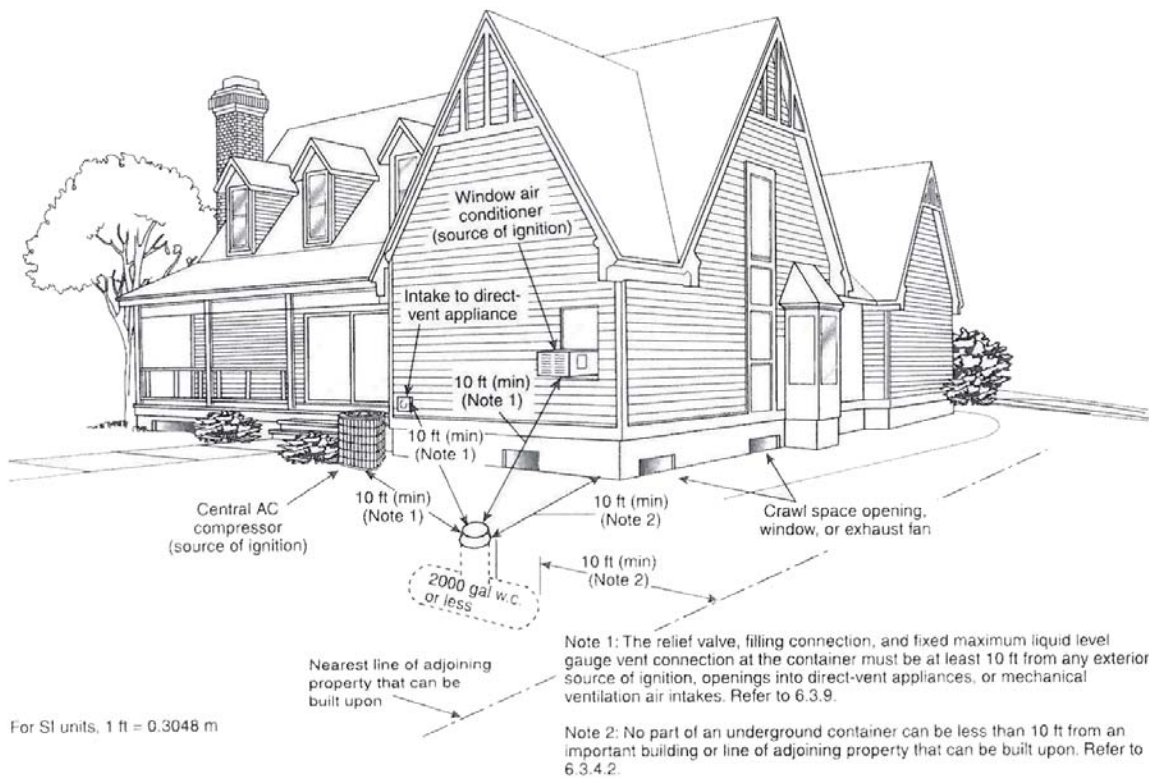 Window air
conditioner
(source of ignition)
Intake to direct-
vent appliance
10 ft (min)
(Note 1)
10 ft (min)
(Note 1)
10 ft (min)
(Note 1)
10 ft (min)
(Note 2)
Central AC
compressor
(source of ignition)
Crawl space opening,
window, or exhaust fan
10 ft (min)
(Note 2)
2000 gal w.c.
or less
Nearest line of adjoining
property that can be
built upon
Note 1: The relief valve, filling connection, and fixed maximum liquid level
gauge vent connection at the container must be at least 10 ft from any exterior
source of ignition, openings into direct-vent appliances, or mechanical
ventilation air intakes. Refer to 6.3.9.
For SI units, 1 ft = 0.3048 m
Note 2: No part of an underground container can be less than 10 ft from an
important building or line of adjoining property that can be built upon. Refer to
6.3.4.2.